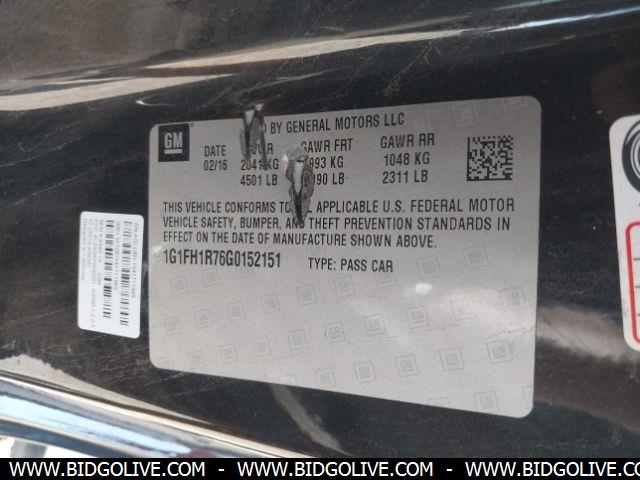 GM
BY GENERAL MOTORS LLC
DATE GAWR FRT GAWR RR
02/16 KG 1048 KG
4501 LB LB 2311 LB
THIS VEHICLE CONFORMS TO APPLICABLE U.S. FEDERAL MOTOR
VEHICLE SAFETY, BUMPER, AND THEFT PREVENTION STANDARDS IN
EFFECT ON THE DATE OF MANUFACTURE SHOWN ABOVE.
1G1FH1R76G0152151 TYPE: PASS CAR
WWW.BIDGOLIVE.COM - WWW.BIDGOLIVE.COM - WWW.BIDGOLIVE.COM